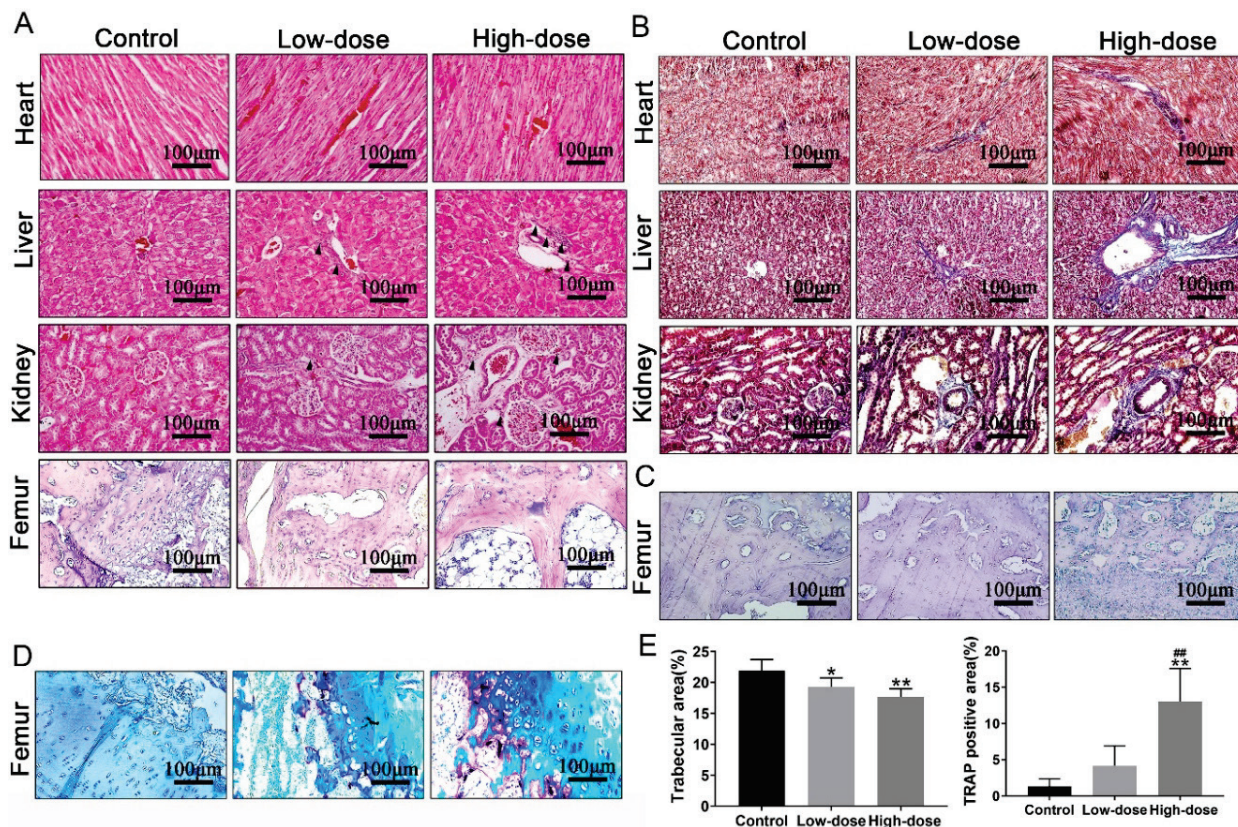 A
Control Low-dose High-dose
Heart
100μm 100μm 100μm
Liver
100μm 100μm 100μm
Kidney
100μm 100μm 100μm
Femur
100μm 100μm 100μm
B
Control Low-dose High-dose
Heart
100μm 100μm 100μm
Liver
100μm 100μm 100μm
Kidney
100μm 100μm 100μm
C
Femur
100μm 100μm 100μm
D
Femur
100μm 100μm 100μm
E
Trabecular area(%)
25
20
15
10
5
0
*
**
Control Low-dose High-dose
TRAP positive area(%)
20
15
10
5
0
##
**
Control Low-dose High-dose